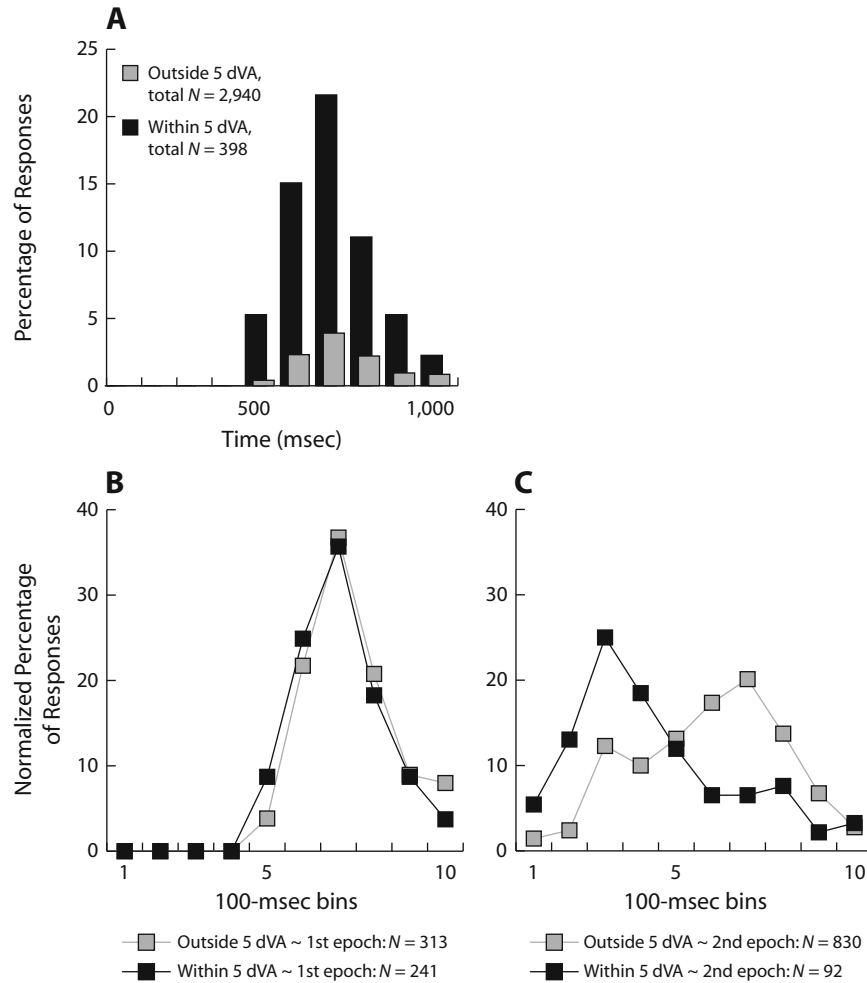 A
25
20
15
10
5
0
Percentage of Responses
Outside 5 dVA,
total N = 2,940
Within 5 dVA,
total N = 398
0
500
1,000
Time (msec)
B
40
30
20
10
0
Normalized Percentage
of Responses
1
5
10
100-msec bins
Outside 5 dVA ~ 1st epoch: N = 313
Within 5 dVA ~ 1st epoch: N = 241
C
40
30
20
10
0
1
5
10
100-msec bins
Outside 5 dVA ~ 2nd epoch: N = 830
Within 5 dVA ~ 2nd epoch: N = 92